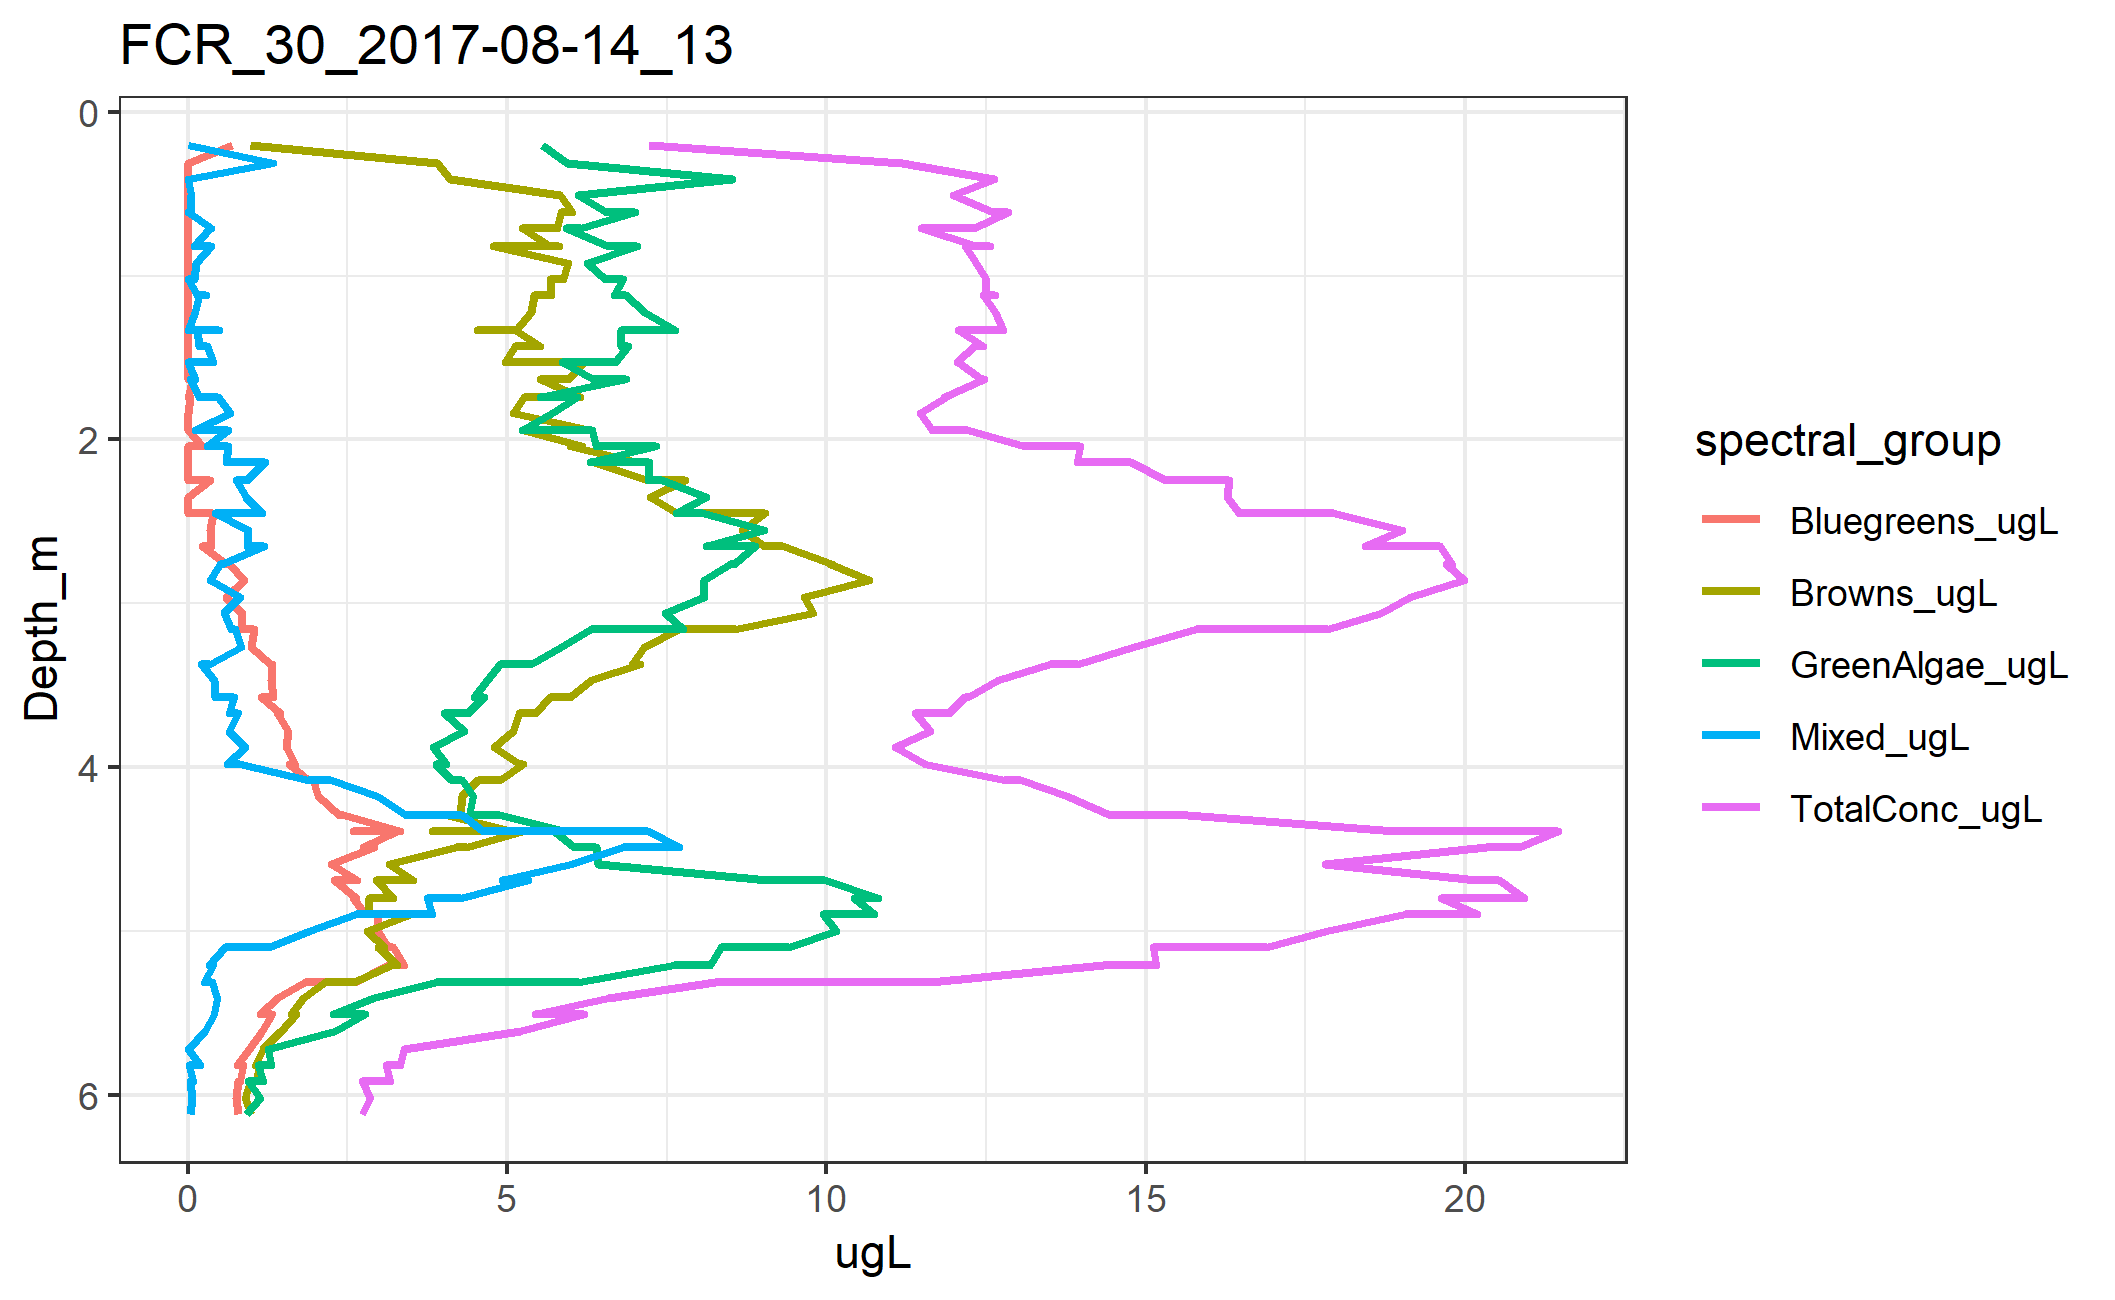 FCR_30_2017-08-14_13
0
2
4
6
Depth_m
0 5 10 15 20
ugL
spectral_group
Bluegreens_ugL
Browns_ugL
GreenAlgae_ugL
Mixed_ugL
TotalConc_ugL